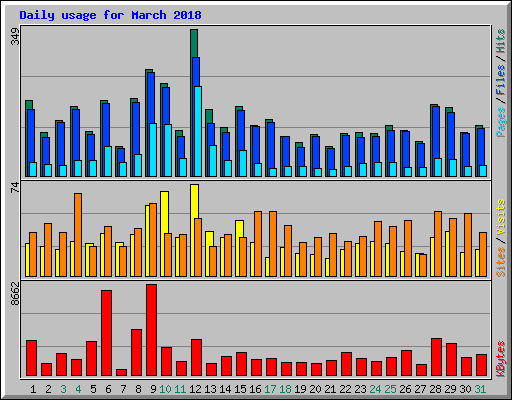 Daily usage for March 2018
349
Pages / Files / Hits
74
Sites / Visits
8662
KBytes
1 2 3 4 5 6 7 8 9 10 11 12 13 14 15 16 17 18 19 20 21 22 23 24 25 26 27 28 29 30 31